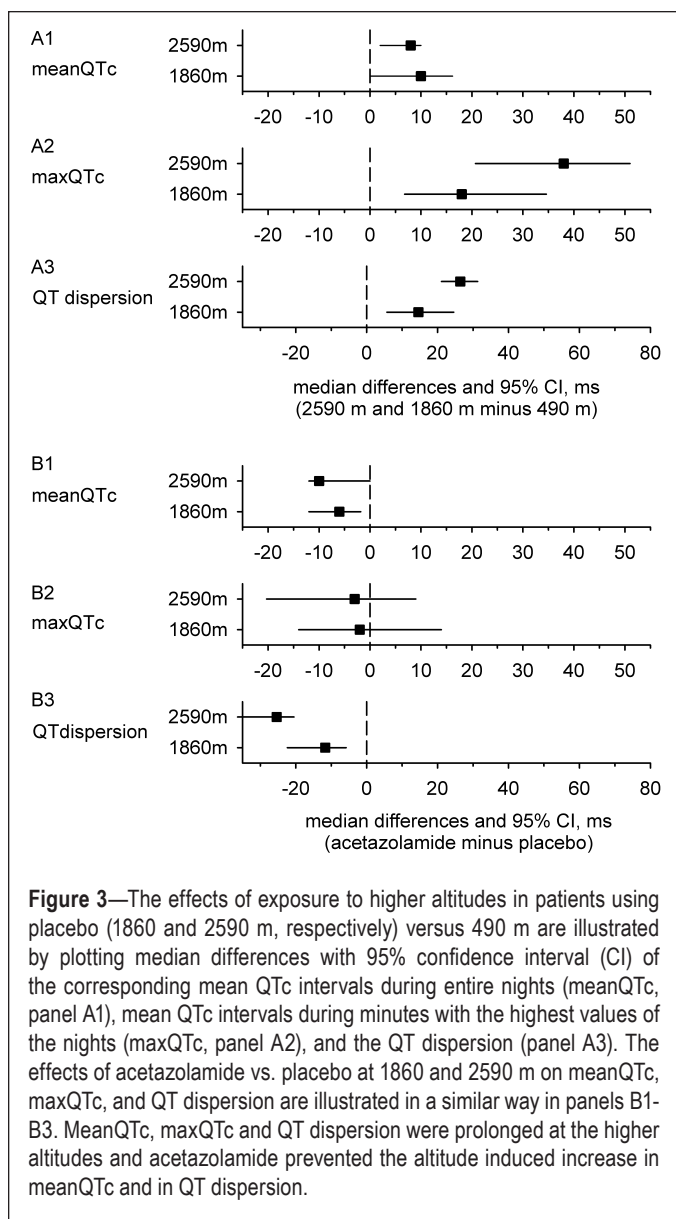 A1
meanQTc
2590m
1860m
-20 -10 0 10 20 30 40 50
A2
maxQTc
2590m
1860m
-20 -10 0 10 20 30 40 50
A3
QT dispersion
2590m
1860m
-20 0 20 40 60 80
median differences and 95% CI, ms
(2590 m and 1860 m minus 490 m)
B1
meanQTc
2590m
1860m
-20 -10 0 10 20 30 40 50
B2
maxQTc
2590m
1860m
-20 -10 0 10 20 30 40 50
B3
QTdispersion
2590m
1860m
-20 0 20 40 60 80
median differences and 95% CI, ms
(acetazolamide minus placebo)
Figure 3—The effects of exposure to higher altitudes in patients using
placebo (1860 and 2590 m, respectively) versus 490 m are illustrated
by plotting median differences with 95% confidence interval (CI) of
the corresponding mean QTc intervals during entire nights (meanQTc,
panel A1), mean QTc intervals during minutes with the highest values of
the nights (maxQTc, panel A2), and the QT dispersion (panel A3). The
effects of acetazolamide vs. placebo at 1860 and 2590 m on meanQTc,
maxQTc, and QT dispersion are illustrated in a similar way in panels B1-
B3. MeanQTc, maxQTc and QT dispersion were prolonged at the higher
altitudes and acetazolamide prevented the altitude induced increase in
meanQTc and in QT dispersion.